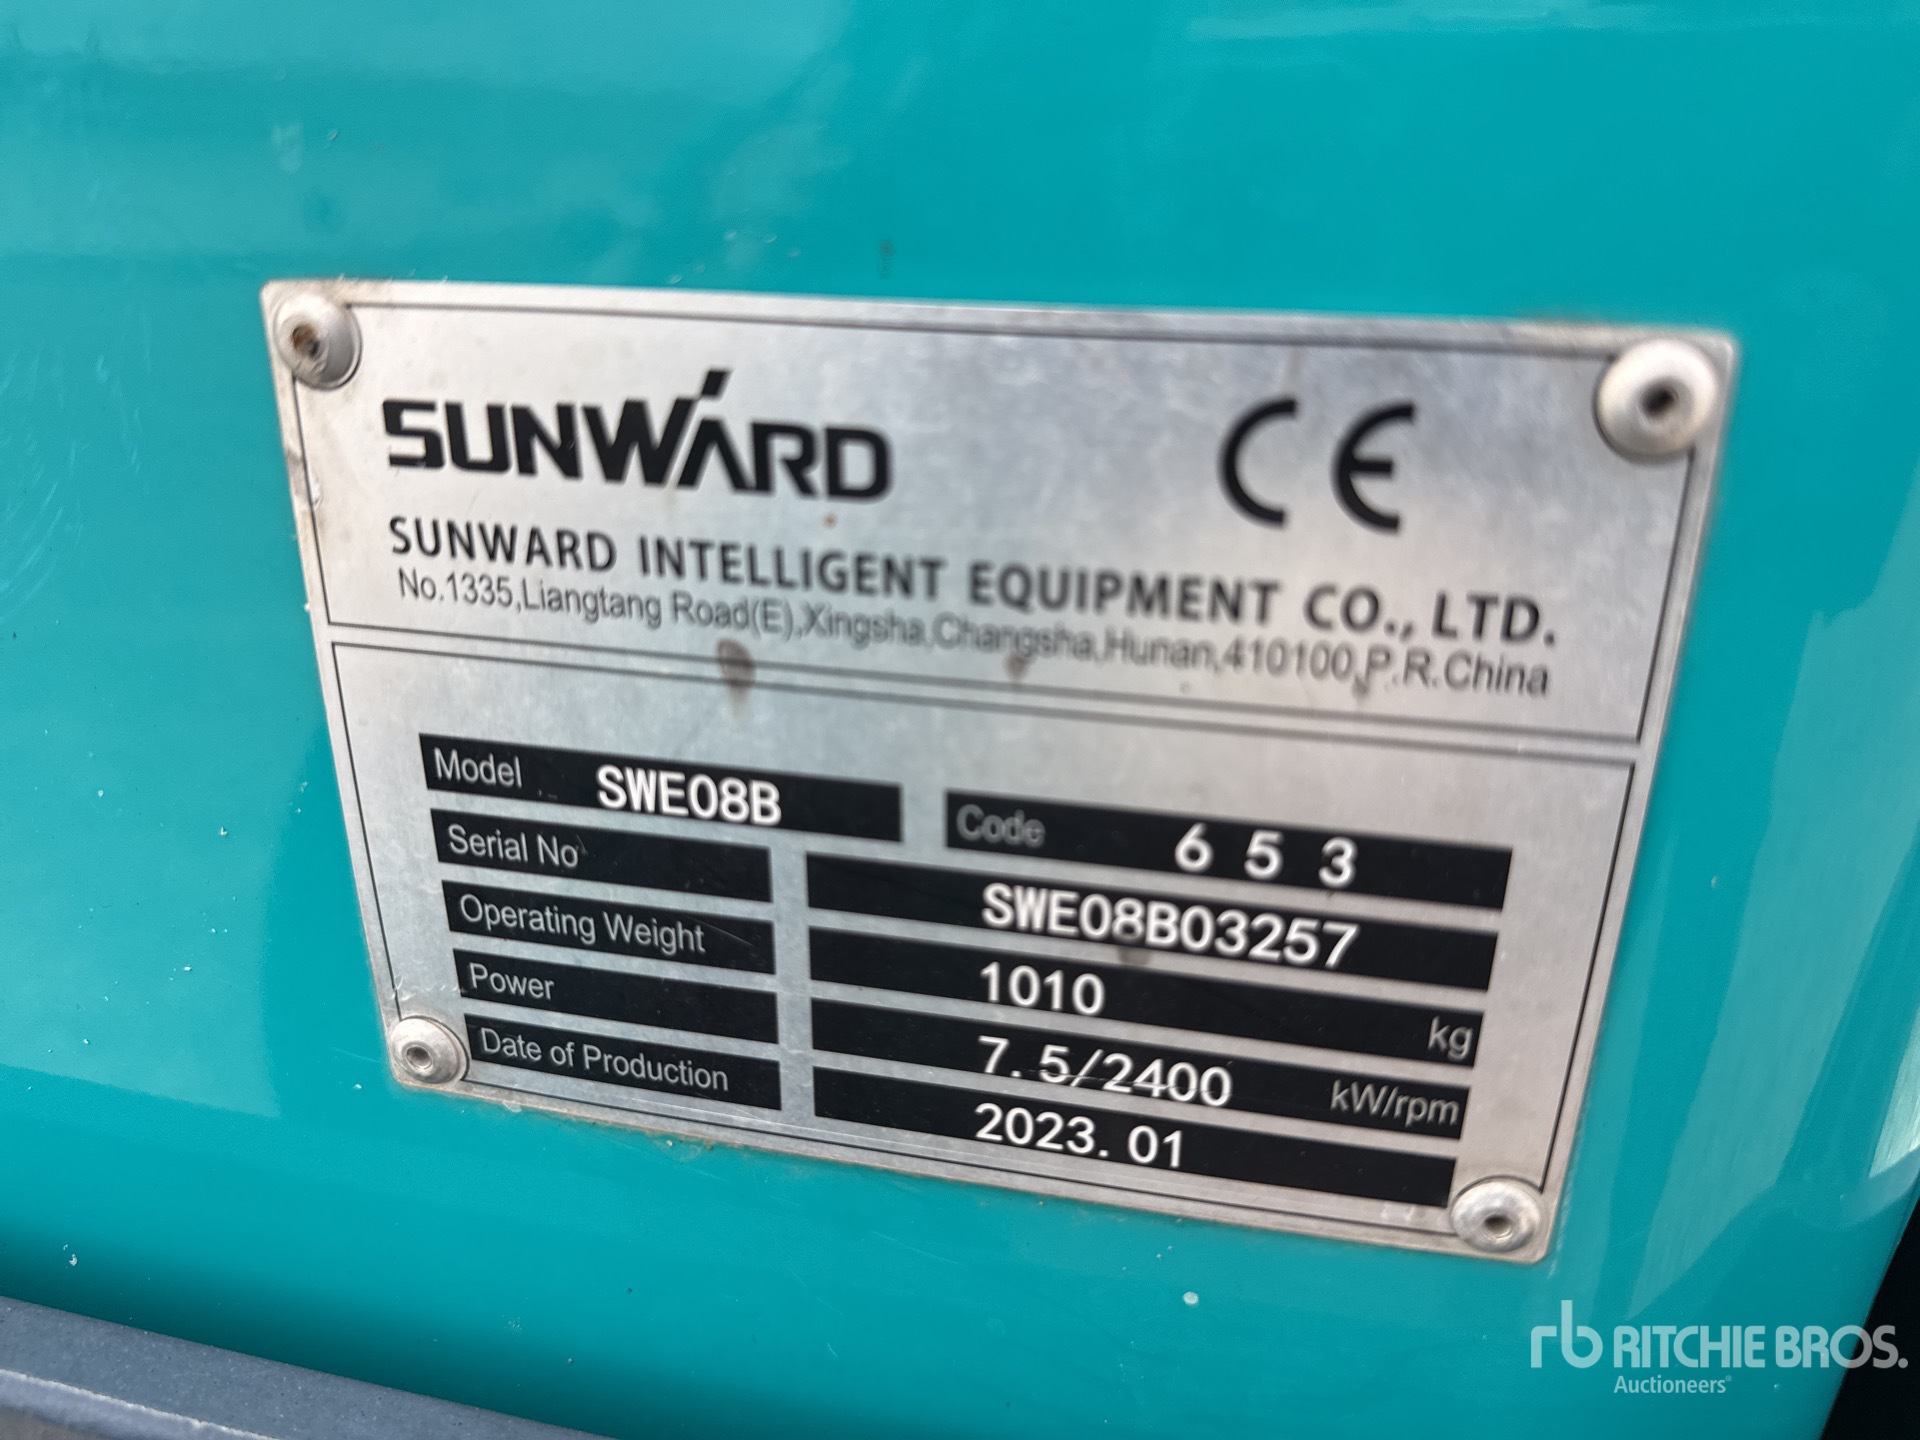 SUNWARD
CE
SUNWARD INTELLIGENT EQUIPMENT CO., LTD.
No.1335,Liangtang Road(E),Xingsha,Changsha,Hunan,410100,P.R.China
Model SWE08B Code 6 5 3
Serial No SWE08B03257
Operating Weight 1010 kg
Power 7.5/2400 kW/rpm
Date of Production 2023.01
rb RITCHIE BROS.
Auctioneers®